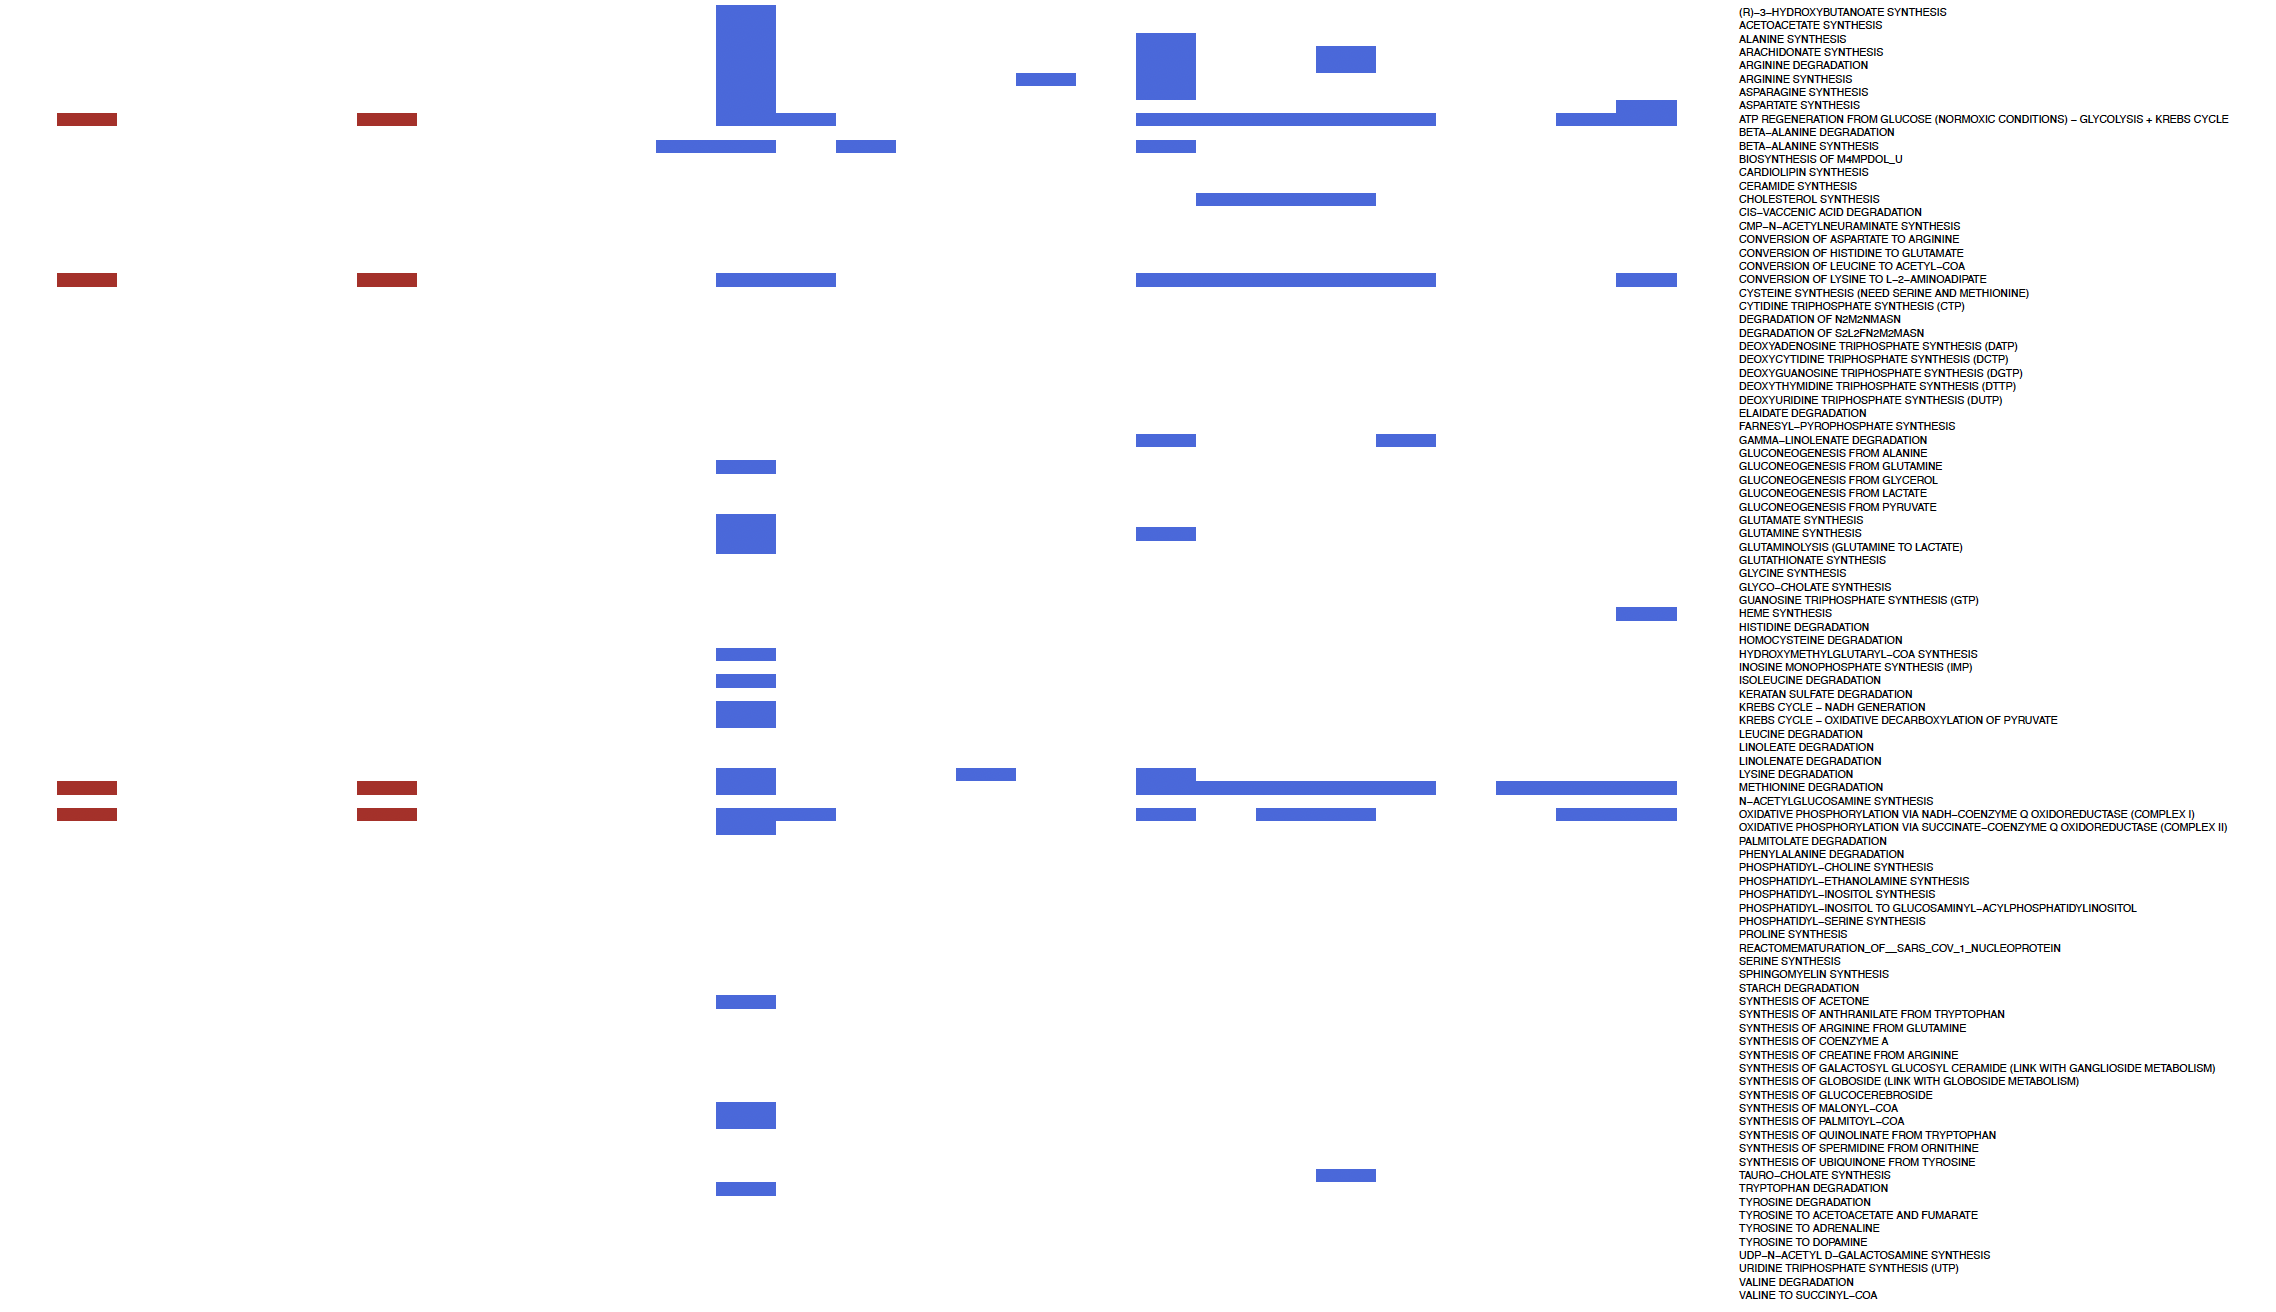 (R)−3−HYDROXYBUTANOATE SYNTHESIS
ACETOACETATE SYNTHESIS
ALANINE SYNTHESIS
ARACHIDONATE SYNTHESIS
ARGININE DEGRADATION
ARGININE SYNTHESIS
ASPARAGINE SYNTHESIS
ASPARTATE SYNTHESIS
ATP REGENERATION FROM GLUCOSE (NORMOXIC CONDITIONS) − GLYCOLYSIS + KREBS CYCLE
BETA−ALANINE DEGRADATION
BETA−ALANINE SYNTHESIS
BIOSYNTHESIS OF M4MPDOL_U
CARDIOLIPIN SYNTHESIS
CERAMIDE SYNTHESIS
CHOLESTEROL SYNTHESIS
CIS−VACCENIC ACID DEGRADATION
CMP−N−ACETYLNEURAMINATE SYNTHESIS
CONVERSION OF ASPARTATE TO ARGININE
CONVERSION OF HISTIDINE TO GLUTAMATE
CONVERSION OF LEUCINE TO ACETYL−COA
CONVERSION OF LYSINE TO L−2−AMINOADIPATE
CYSTEINE SYNTHESIS (NEED SERINE AND METHIONINE)
CYTIDINE TRIPHOSPHATE SYNTHESIS (CTP)
DEGRADATION OF N2M2NMASN
DEGRADATION OF S2L2FN2M2MASN
DEOXYADENOSINE TRIPHOSPHATE SYNTHESIS (DATP)
DEOXYCYTIDINE TRIPHOSPHATE SYNTHESIS (DCTP)
DEOXYGUANOSINE TRIPHOSPHATE SYNTHESIS (DGTP)
DEOXYTHYMIDINE TRIPHOSPHATE SYNTHESIS (DTTP)
DEOXYURIDINE TRIPHOSPHATE SYNTHESIS (DUTP)
ELAIDATE DEGRADATION
FARNESYL−PYROPHOSPHATE SYNTHESIS
GAMMA−LINOLENATE DEGRADATION
GLUCONEOGENESIS FROM ALANINE
GLUCONEOGENESIS FROM GLUTAMINE
GLUCONEOGENESIS FROM GLYCEROL
GLUCONEOGENESIS FROM LACTATE
GLUCONEOGENESIS FROM PYRUVATE
GLUTAMATE SYNTHESIS
GLUTAMINE SYNTHESIS
GLUTAMINOLYSIS (GLUTAMINE TO LACTATE)
GLUTATHIONATE SYNTHESIS
GLYCINE SYNTHESIS
GLYCO−CHOLATE SYNTHESIS
GUANOSINE TRIPHOSPHATE SYNTHESIS (GTP)
HEME SYNTHESIS
HISTIDINE DEGRADATION
HOMOCYSTEINE DEGRADATION
HYDROXYMETHYLGLUTARYL−COA SYNTHESIS
INOSINE MONOPHOSPHATE SYNTHESIS (IMP)
ISOLEUCINE DEGRADATION
KERATAN SULFATE DEGRADATION
KREBS CYCLE − NADH GENERATION
KREBS CYCLE − OXIDATIVE DECARBOXYLATION OF PYRUVATE
LEUCINE DEGRADATION
LINOLEATE DEGRADATION
LINOLENATE DEGRADATION
LYSINE DEGRADATION
METHIONINE DEGRADATION
N−ACETYLGLUCOSAMINE SYNTHESIS
OXIDATIVE PHOSPHORYLATION VIA NADH−COENZYME Q OXIDOREDUCTASE (COMPLEX I)
OXIDATIVE PHOSPHORYLATION VIA SUCCINATE−COENZYME Q OXIDOREDUCTASE (COMPLEX II)
PALMITOLATE DEGRADATION
PHENYLALANINE DEGRADATION
PHOSPHATIDYL−CHOLINE SYNTHESIS
PHOSPHATIDYL−ETHANOLAMINE SYNTHESIS
PHOSPHATIDYL−INOSITOL SYNTHESIS
PHOSPHATIDYL−INOSITOL TO GLUCOSAMINYL−ACYLPHOSPHATIDYLINOSITOL
PHOSPHATIDYL−SERINE SYNTHESIS
PROLINE SYNTHESIS
REACTOMEMATURATION_OF__SARS_COV_1_NUCLEOPROTEIN
SERINE SYNTHESIS
SPHINGOMYELIN SYNTHESIS
STARCH DEGRADATION
SYNTHESIS OF ACETONE
SYNTHESIS OF ANTHRANILATE FROM TRYPTOPHAN
SYNTHESIS OF ARGININE FROM GLUTAMINE
SYNTHESIS OF COENZYME A
SYNTHESIS OF CREATINE FROM ARGININE
SYNTHESIS OF GALACTOSYL GLUCOSYL CERAMIDE (LINK WITH GANGLIOSIDE METABOLISM)
SYNTHESIS OF GLOBOSIDE (LINK WITH GLOBOSIDE METABOLISM)
SYNTHESIS OF GLUCOCEREBROSIDE
SYNTHESIS OF MALONYL−COA
SYNTHESIS OF PALMITOYL−COA
SYNTHESIS OF QUINOLINATE FROM TRYPTOPHAN
SYNTHESIS OF SPERMIDINE FROM ORNITHINE
SYNTHESIS OF UBIQUINONE FROM TYROSINE
TAURO−CHOLATE SYNTHESIS
TRYPTOPHAN DEGRADATION
TYROSINE DEGRADATION
TYROSINE TO ACETOACETATE AND FUMARATE
TYROSINE TO ADRENALINE
TYROSINE TO DOPAMINE
UDP−N−ACETYL D−GALACTOSAMINE SYNTHESIS
URIDINE TRIPHOSPHATE SYNTHESIS (UTP)
VALINE DEGRADATION
VALINE TO SUCCINYL−COA